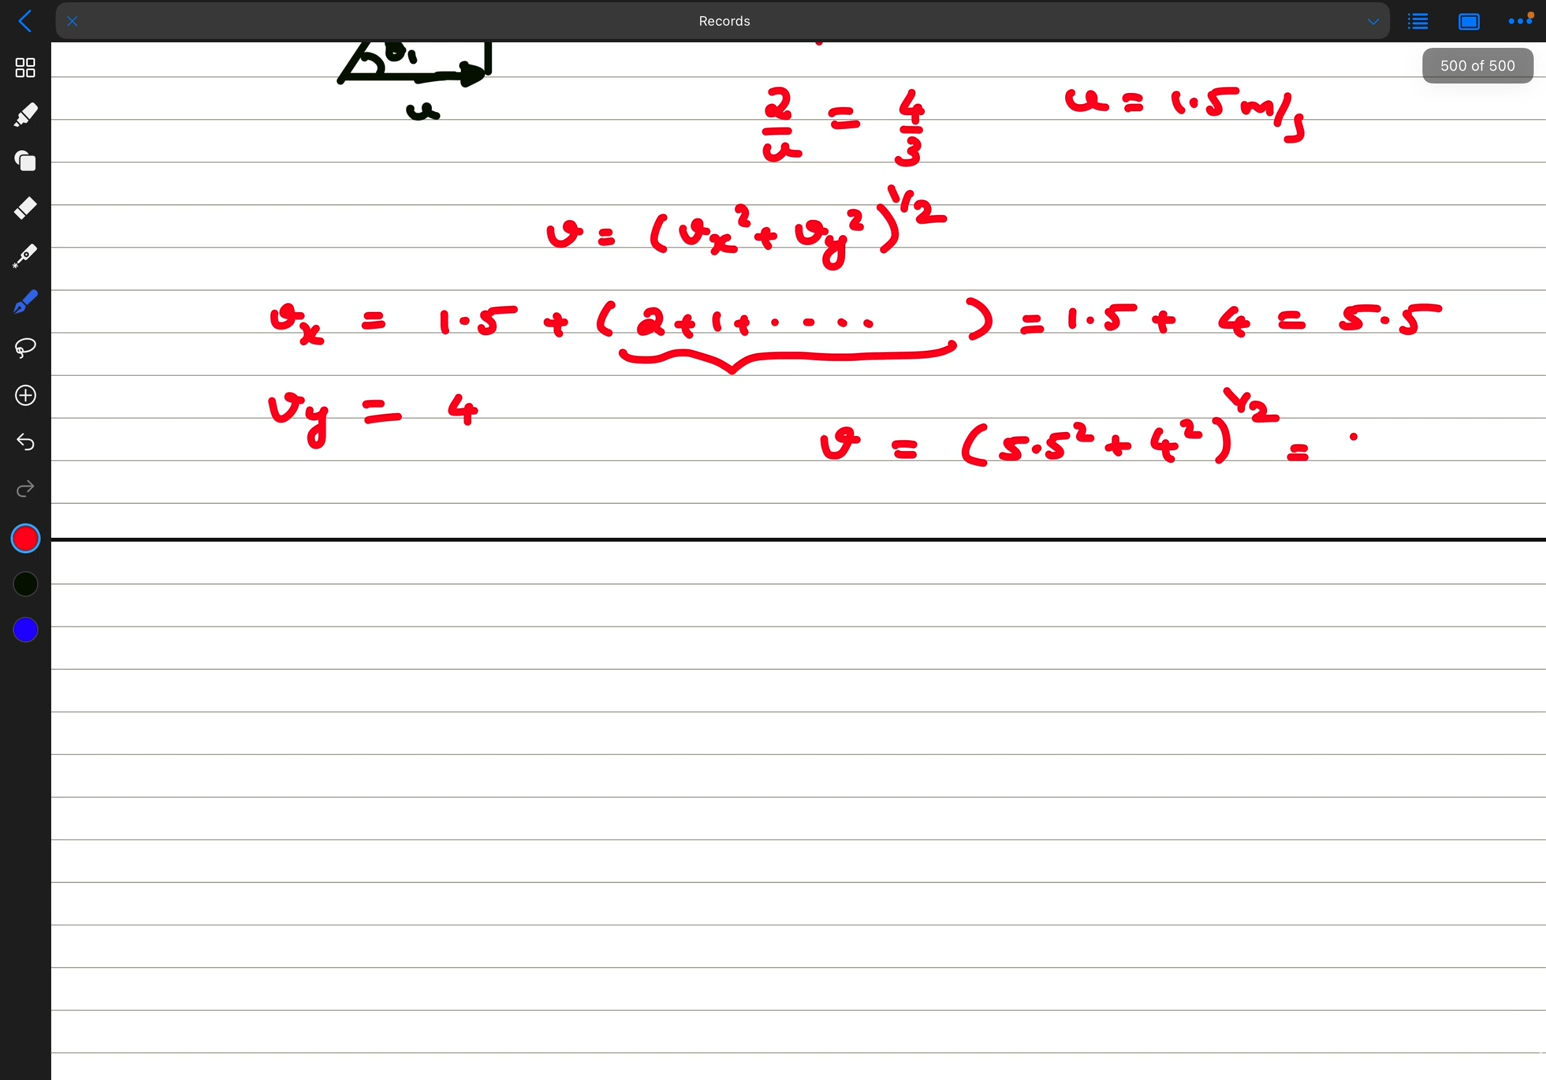 Records
500 of 500
θ₁
u
2/u = 4/3
u = 1.5 m/s
v = (vx² + vy²)^1/2
vx = 1.5 + (2+1+........) = 1.5 + 4 = 5.5
vy = 4
v = (5.5² + 4²)^1/2 = .